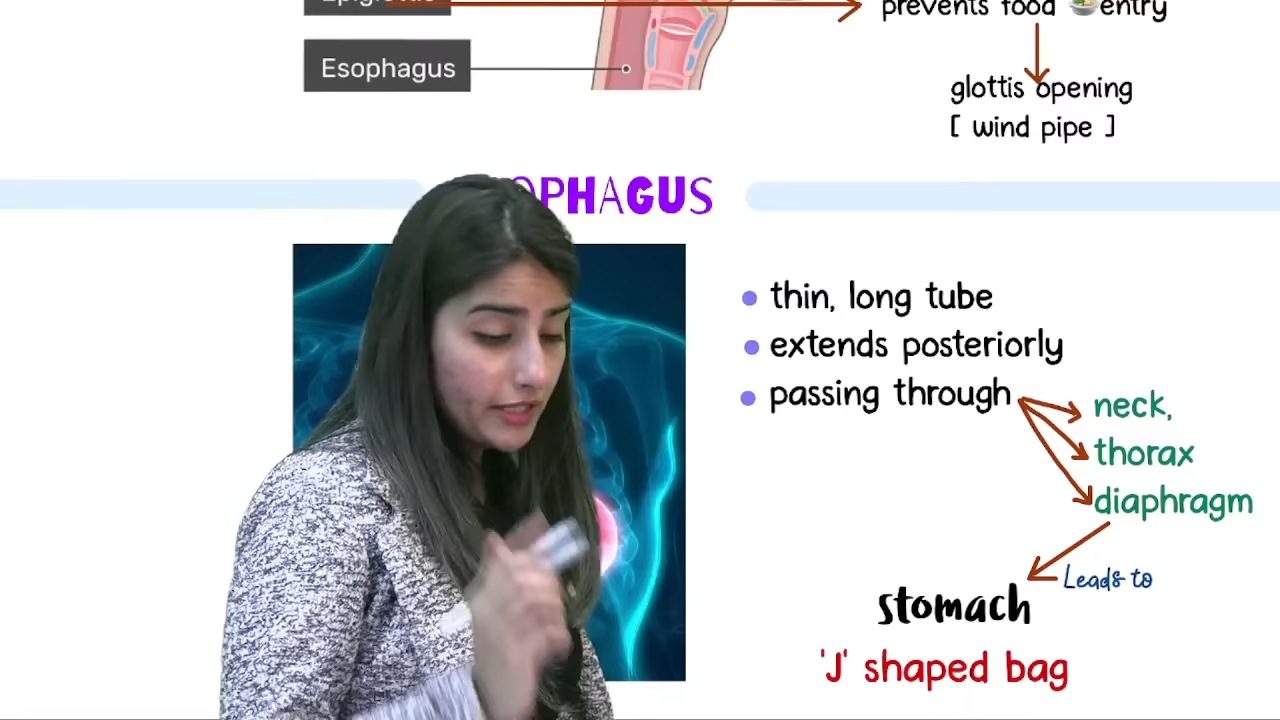 prevents food entry
Esophagus
glottis opening
[ wind pipe ]
thin, long tube
extends posteriorly
passing through
neck,
thorax
diaphragm
Leads to
stomach
'J' shaped bag